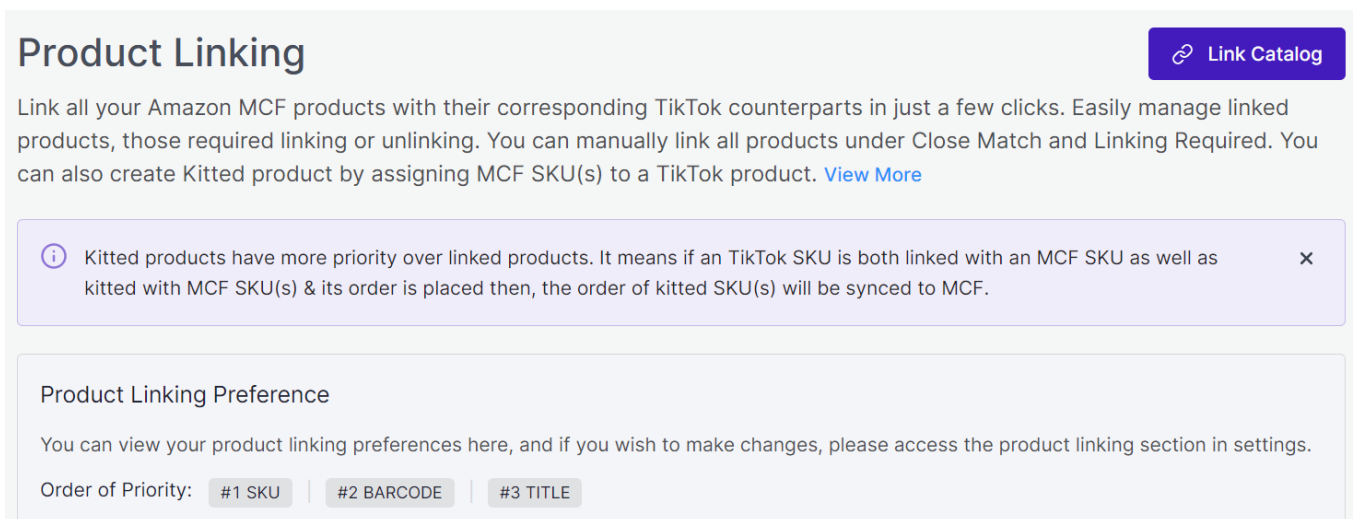 Product Linking
Link Catalog
Link all your Amazon MCF products with their corresponding TikTok counterparts in just a few clicks. Easily manage linked
products, those required linking or unlinking. You can manually link all products under Close Match and Linking Required. You
can also create Kitted product by assigning MCF SKU(s) to a TikTok product. View More
Kitted products have more priority over linked products. It means if an TikTok SKU is both linked with an MCF SKU as well as
kitted with MCF SKU(s) & its order is placed then, the order of kitted SKU(s) will be synced to MCF.
Product Linking Preference
You can view your product linking preferences here, and if you wish to make changes, please access the product linking section in settings.
Order of Priority: #1 SKU #2 BARCODE #3 TITLE